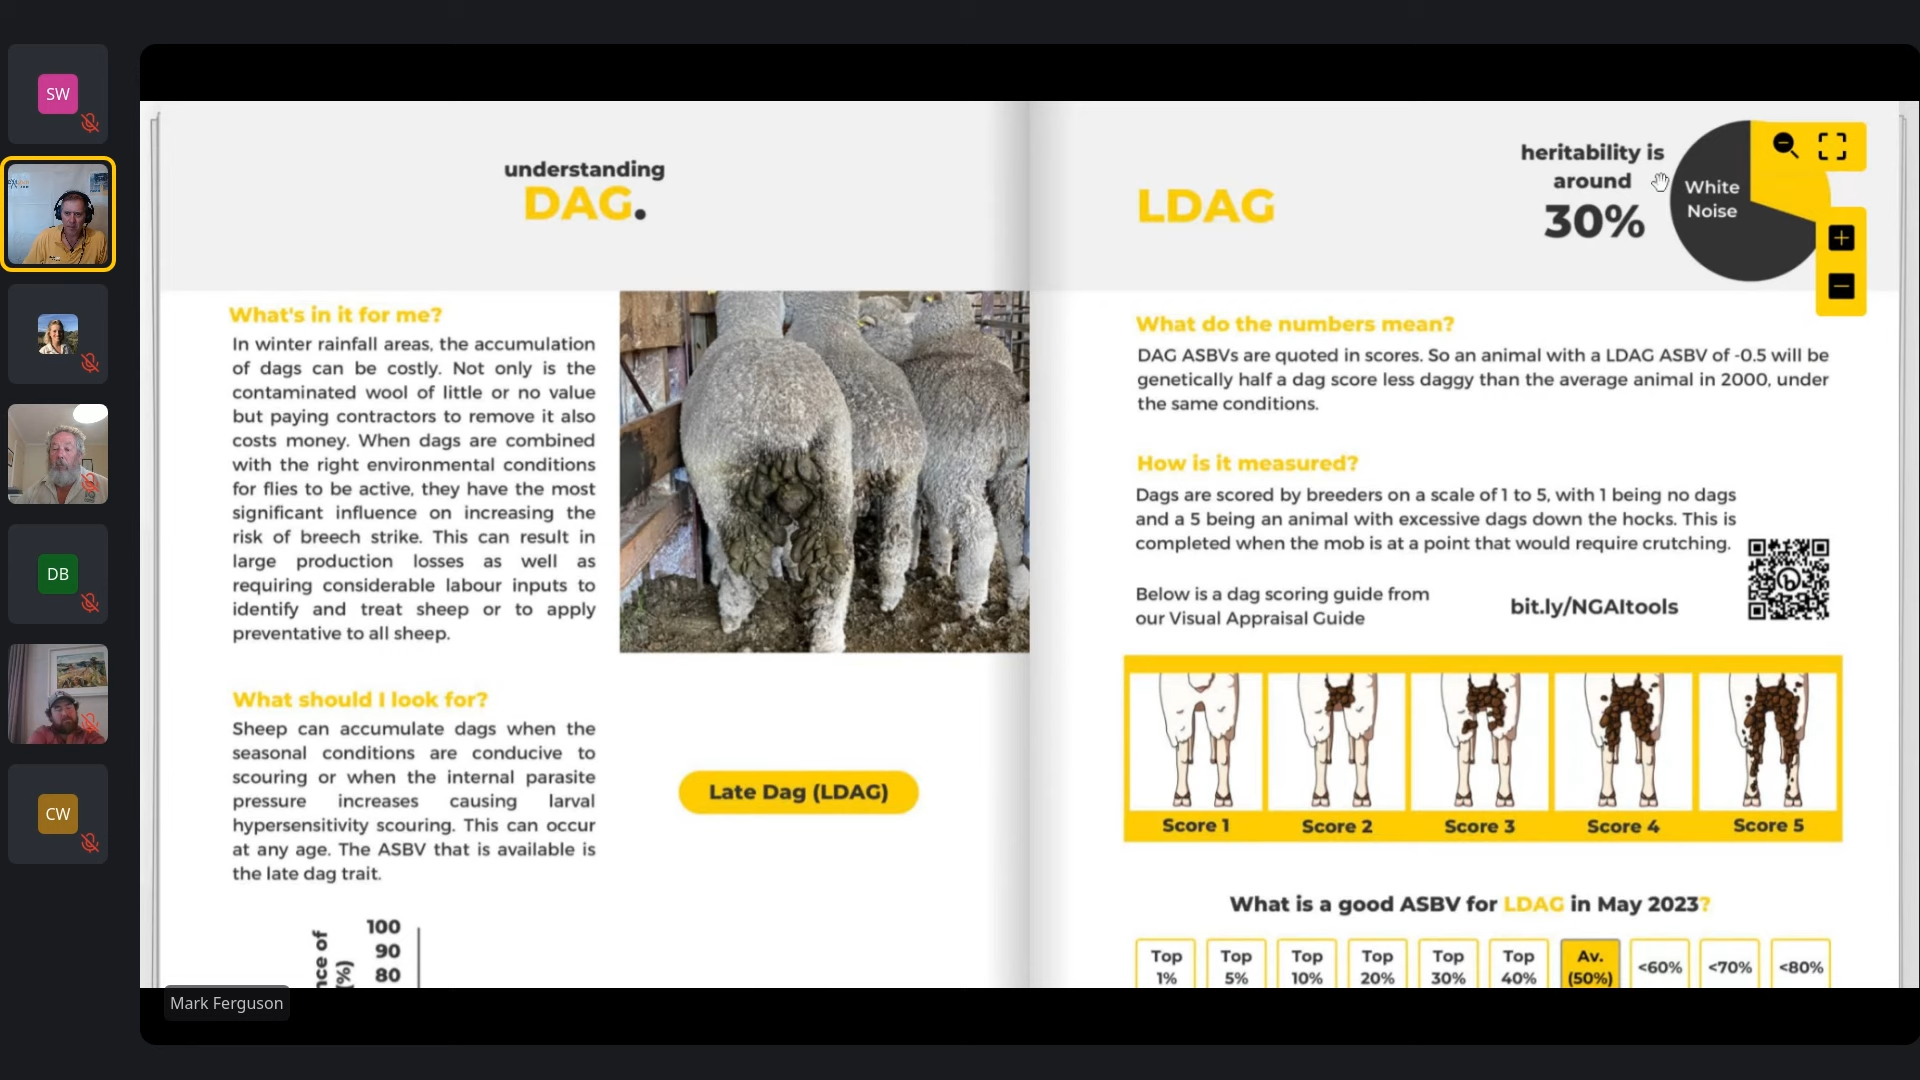 SW
DB
CW
understanding
DAG.
What's in it for me?
In winter rainfall areas, the accumulation
of dags can be costly. Not only is the
contaminated wool of little or no value
but paying contractors to remove it also
costs money. When dags are combined
with the right environmental conditions
for flies to be active, they have the most
significant influence on increasing the
risk of breech strike. This can result in
large production losses as well as
requiring considerable labour inputs to
identify and treat sheep or to apply
preventative to all sheep.
What should I look for?
Sheep can accumulate dags when the
seasonal conditions are conducive to
scouring or when the internal parasite
pressure increases causing larval
hypersensitivity scouring. This can occur
at any age. The ASBV that is available is
the late dag trait.
Late Dag (LDAG)
(%)
100
90
80
LDAG
heritability is
around
30%
White
Noise
What do the numbers mean?
DAG ASBVs are quoted in scores. So an animal with a LDAG ASBV of -0.5 will be
genetically half a dag score less daggy than the average animal in 2000, under
the same conditions.
How is it measured?
Dags are scored by breeders on a scale of 1 to 5, with 1 being no dags
and a 5 being an animal with excessive dags down the hocks. This is
completed when the mob is at a point that would require crutching.
Below is a dag scoring guide from
our Visual Appraisal Guide
bit.ly/NGAItools
Score 1
Score 2
Score 3
Score 4
Score 5
What is a good ASBV for LDAG in May 2023?
Top 1%
Top 5%
Top 10%
Top 20%
Top 30%
Top 40%
Av. (50%)
<60%
<70%
<80%
Mark Ferguson